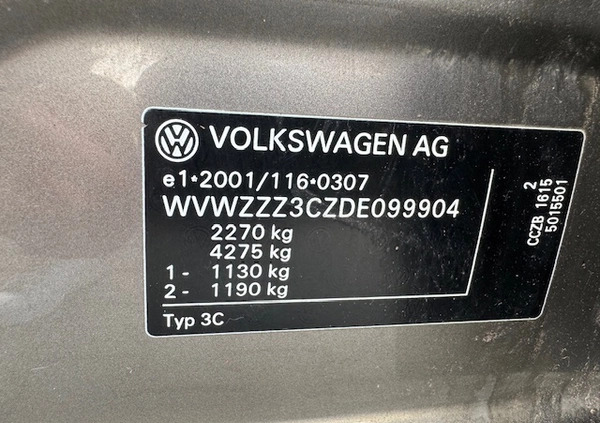 VOLKSWAGEN AG
e1*2001/116*0307
WVWZZZ3CZDE099904
2270 kg
4275 kg
1 - 1130 kg
2 - 1190 kg
Typ 3C
2
CCZB 1615
5015501